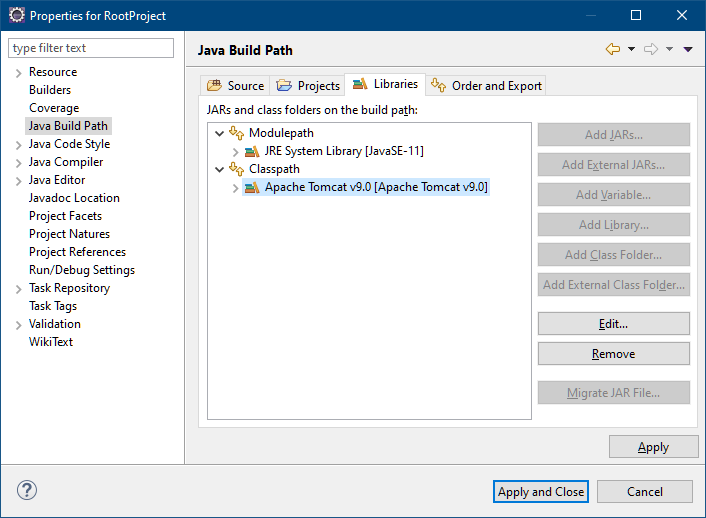 Properties for RootProject
type filter text
Resource
Builders
Coverage
Java Build Path
Java Code Style
Java Compiler
Java Editor
Javadoc Location
Project Facets
Project Natures
Project References
Run/Debug Settings
Task Repository
Task Tags
Validation
WikiText
Java Build Path
Source Projects Libraries Order and Export
JARs and class folders on the build path:
Modulepath
JRE System Library [JavaSE-11]
Classpath
Apache Tomcat v9.0 [Apache Tomcat v9.0]
Add JARs...
Add External JARs...
Add Variable...
Add Library...
Add Class Folder...
Add External Class Folder...
Edit...
Remove
Migrate JAR File...
Apply
?
Apply and Close
Cancel